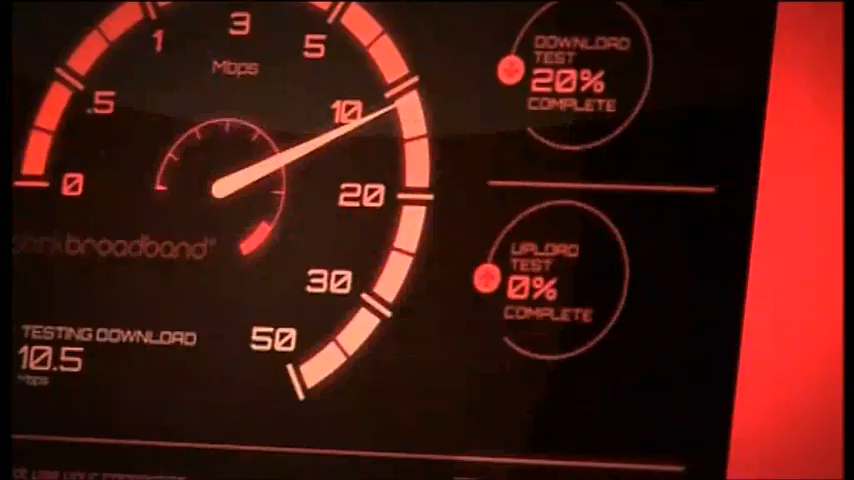 3
1
5
Mbps
.5
10
0
20
broadband
30
50
TESTING DOWNLOAD
10.5
Mbps
DOWNLOAD
TEST
20%
COMPLETE
UPLOAD
TEST
0%
COMPLETE